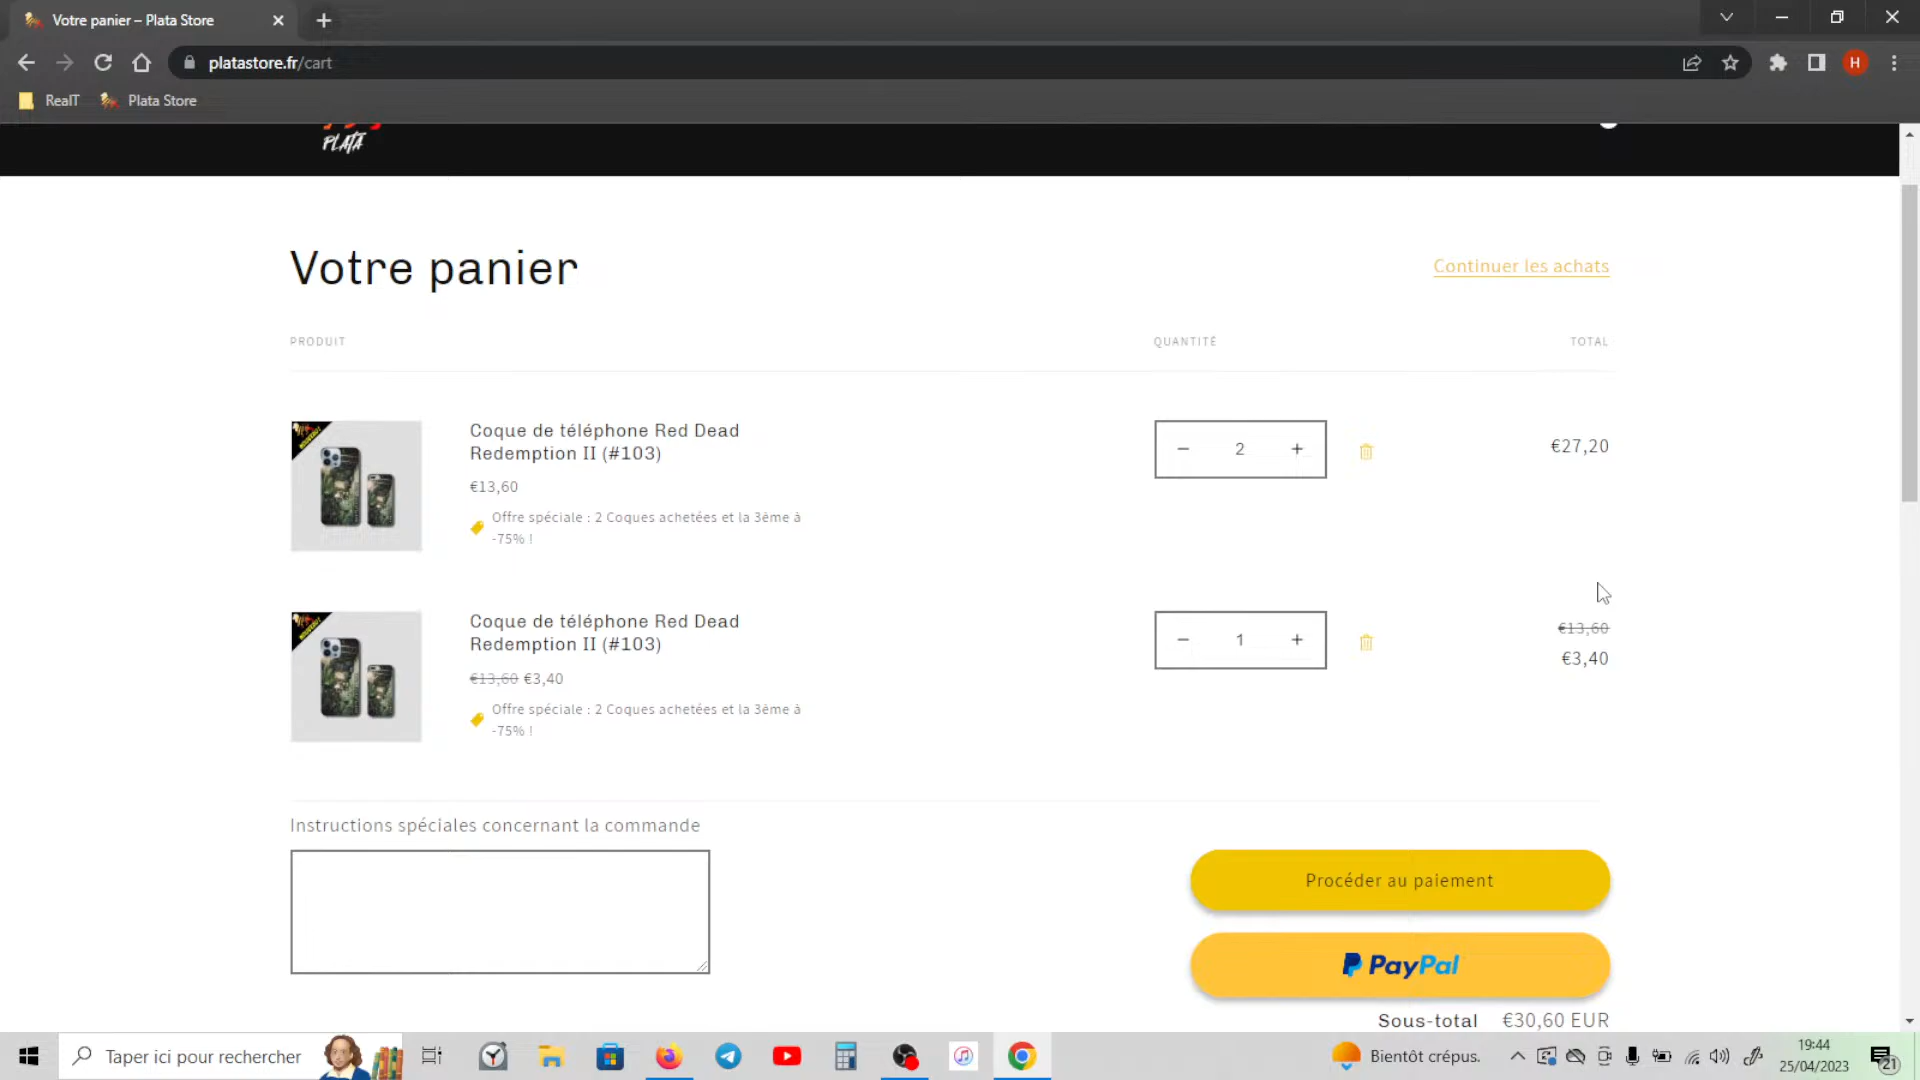 Votre panier – Plata Store
platastore.fr/cart
H
RealT
Plata Store
PLATA
Votre panier
Continuer les achats
PRODUIT
QUANTITÉ
TOTAL
Coque de téléphone Red Dead
Redemption II (#103)
€13,60
Offre spéciale : 2 Coques achetées et la 3ème à
-75% !
− 2 +
€27,20
Coque de téléphone Red Dead
Redemption II (#103)
€13,60 €3,40
Offre spéciale : 2 Coques achetées et la 3ème à
-75% !
− 1 +
€13,60
€3,40
Instructions spéciales concernant la commande
Procéder au paiement
PayPal
Sous-total €30,60 EUR
Taper ici pour rechercher
Bientôt crépus.
19:44
25/04/2023
21